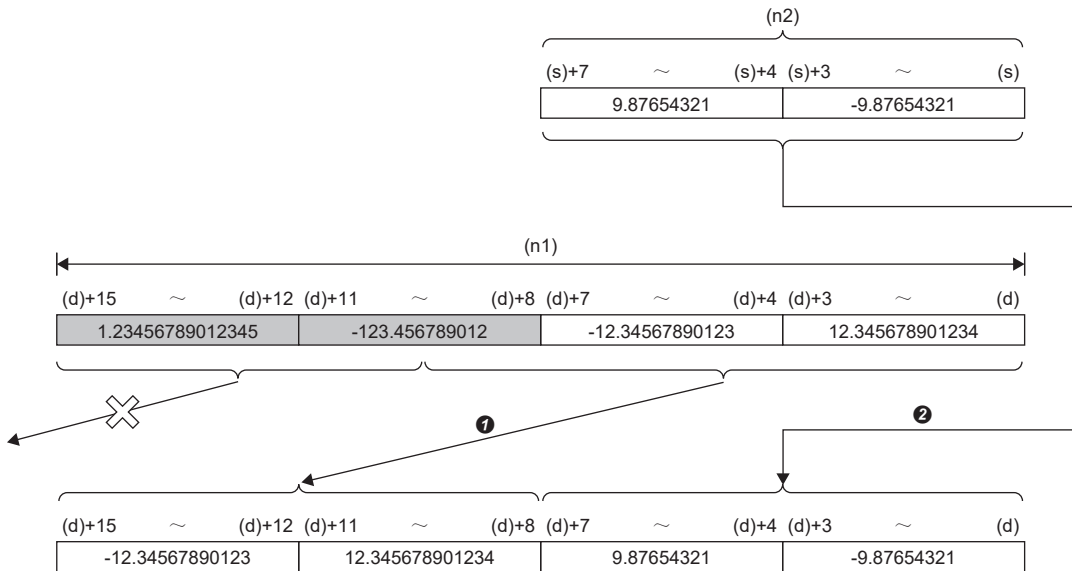 (n2)
(s)+7 ～ (s)+4 (s)+3 ～ (s)
9.87654321 -9.87654321
(n1)
(d)+15 ～ (d)+12 (d)+11 ～ (d)+8 (d)+7 ～ (d)+4 (d)+3 ～ (d)
1.23456789012345 -123.456789012 -12.34567890123 12.345678901234
❶ ❷
(d)+15 ～ (d)+12 (d)+11 ～ (d)+8 (d)+7 ～ (d)+4 (d)+3 ～ (d)
-12.34567890123 12.345678901234 9.87654321 -9.87654321